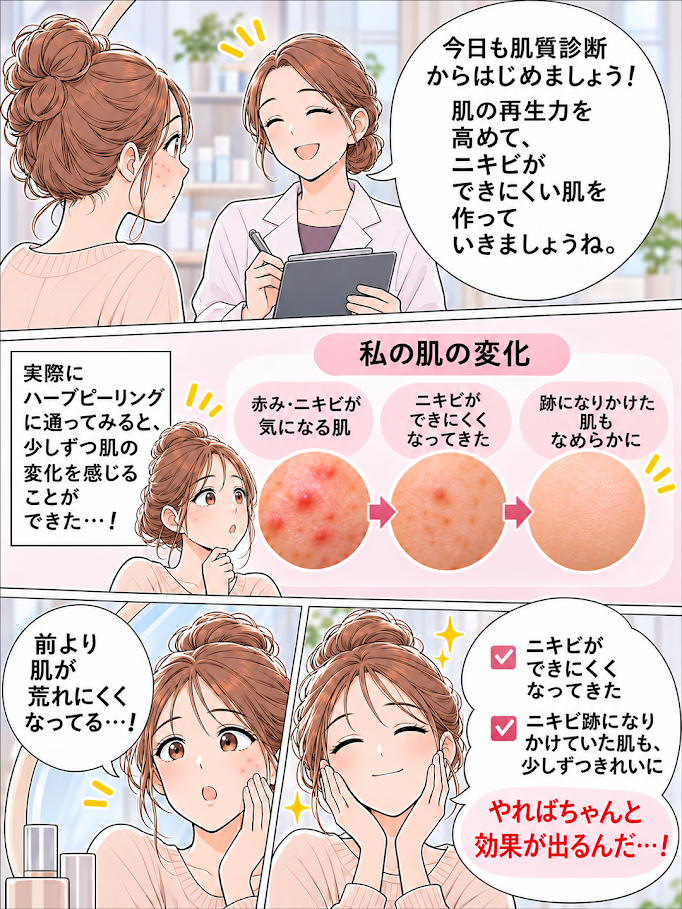 今日も肌質診断
からはじめましょう!
肌の再生力を
高めて、
ニキビが
できにくい肌を
作って
いきましょうね。
実際に
ハーブピーリング
に通ってみると、
少しずつ肌の
変化を感じる
ことが
できた…!
私の肌の変化
赤み・ニキビが
気になる肌
ニキビが
できにくく
なってきた
跡になりかけた
肌も
なめらかに
前より
肌が
荒れにくく
なってる…!
ニキビが
できにくく
なってきた
ニキビ跡になり
かけていた肌も、
少しずつきれいに
やればちゃんと
効果が出るんだ…!